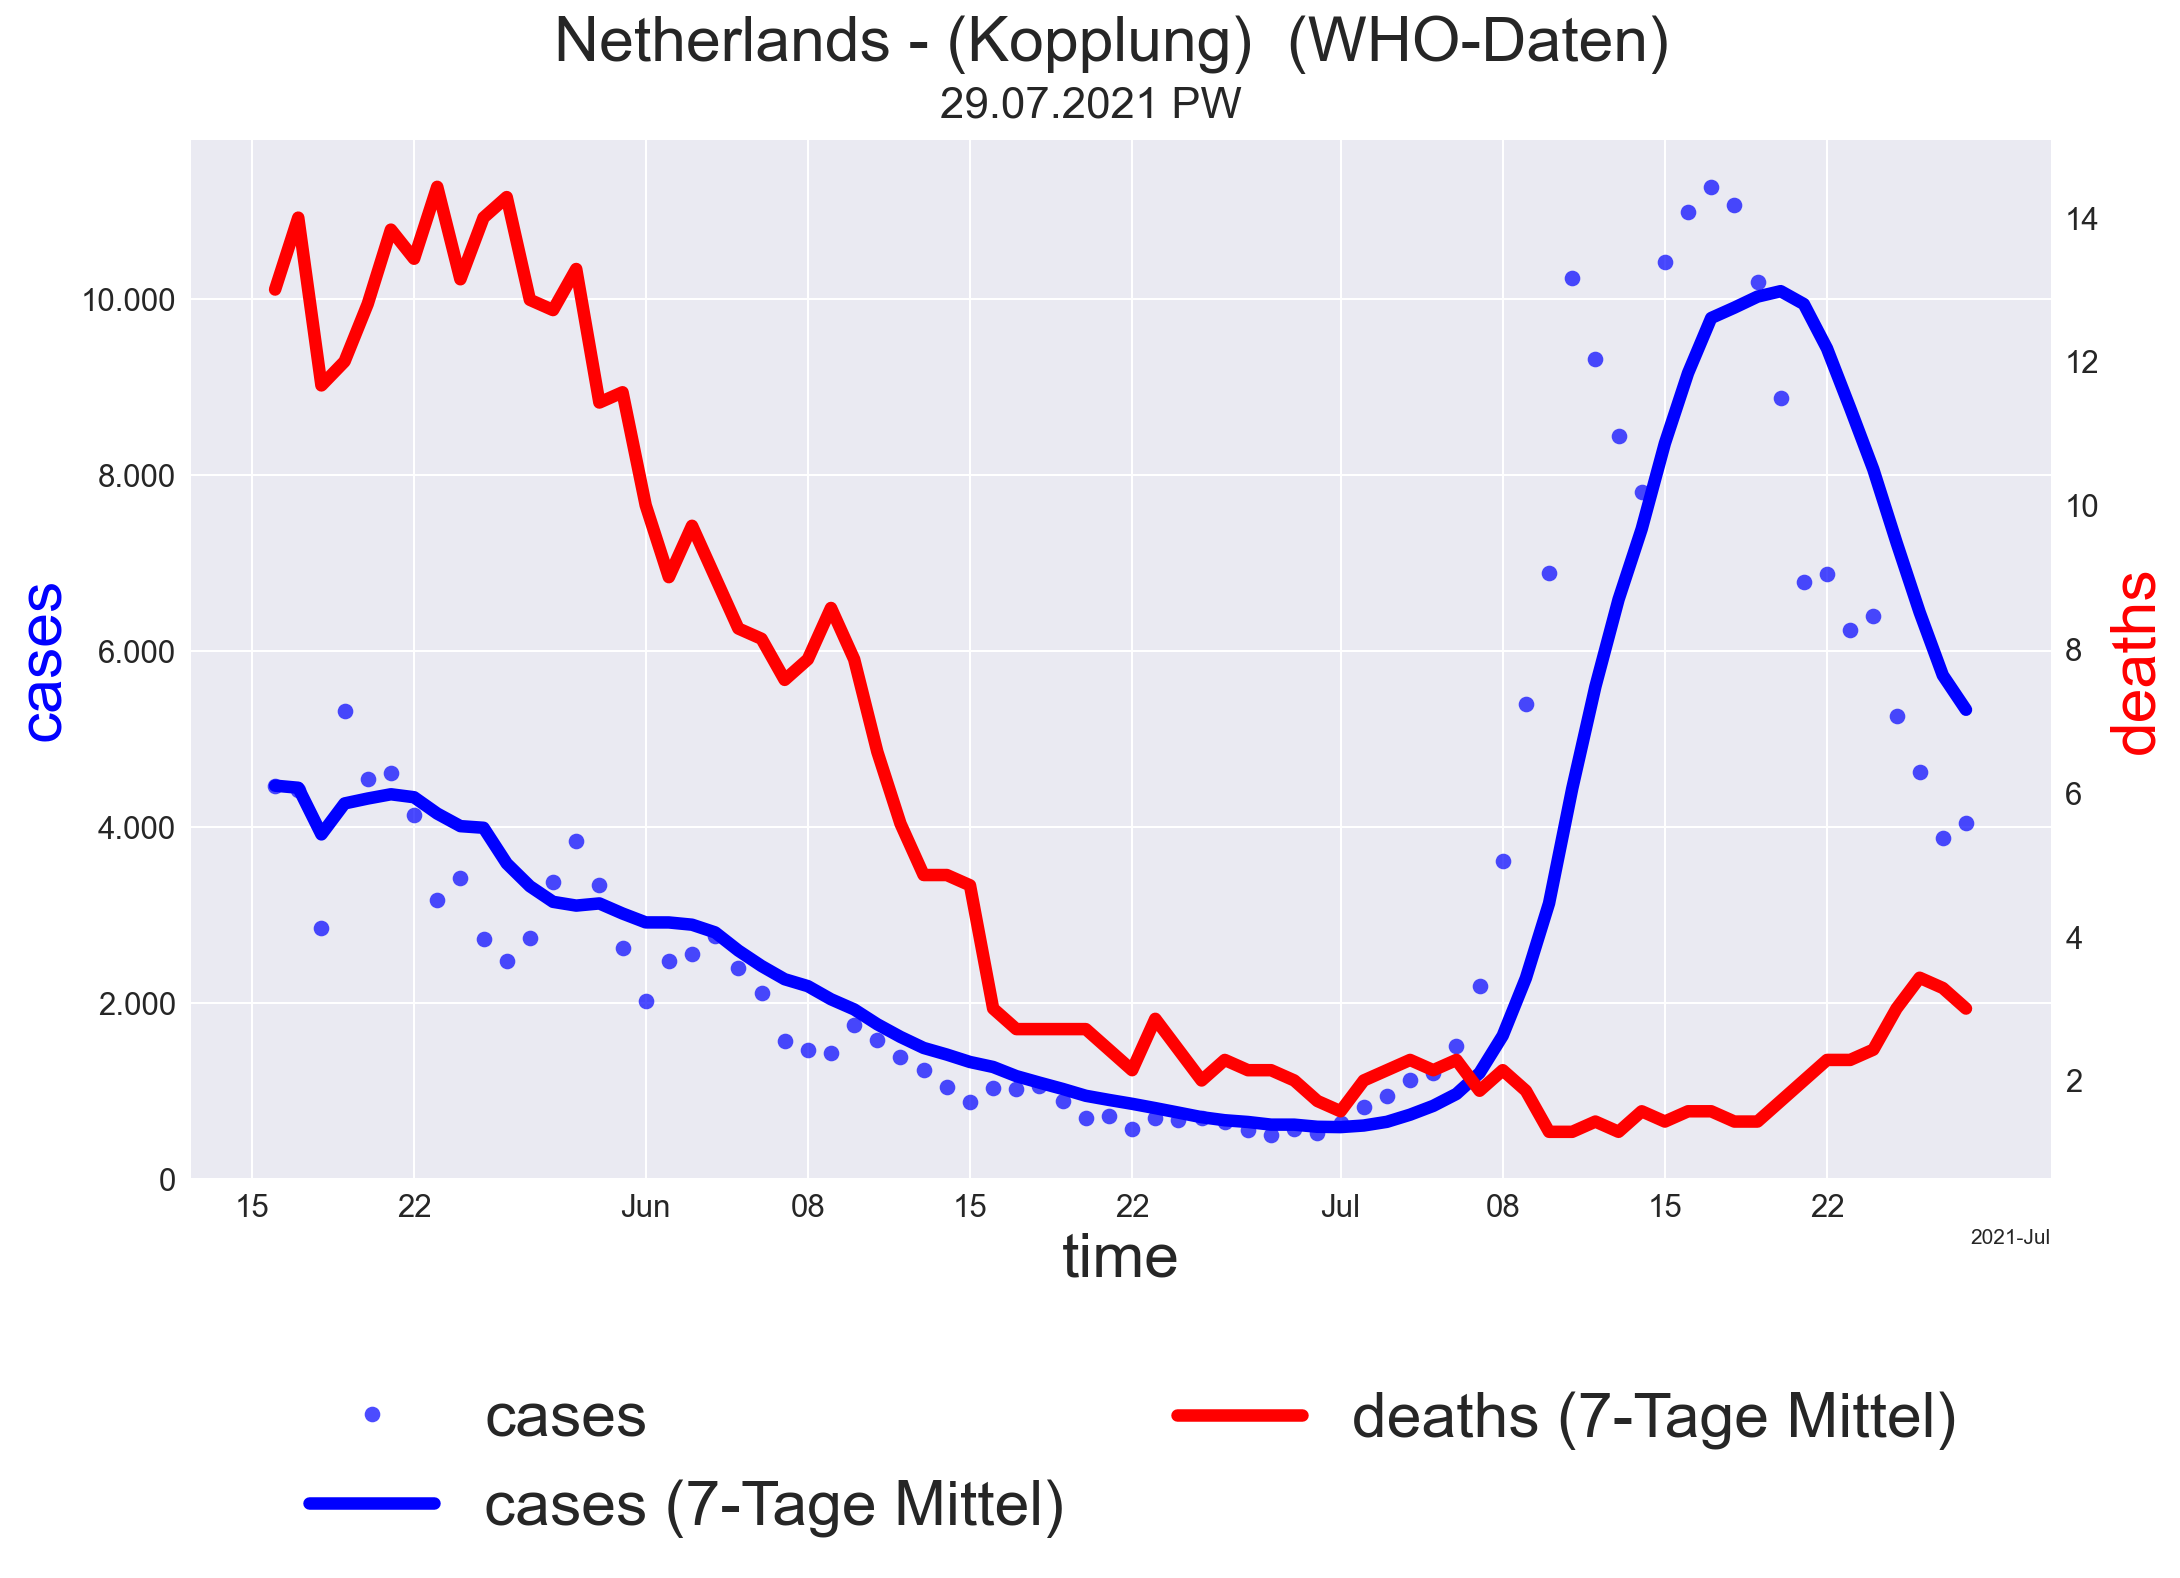 Netherlands - (Kopplung)  (WHO-Daten)
29.07.2021 PW
cases
10.000
8.000
6.000
4.000
2.000
0
14
12
10
8
6
4
2
deaths
15 22 Jun 08 15 22 Jul 08 15 22
2021-Jul
time
cases
cases (7-Tage Mittel)
deaths (7-Tage Mittel)